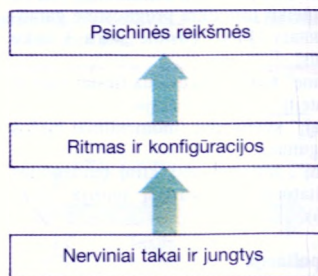 Psichinės reikšmės
Ritmas ir konfigūracijos
Nerviniai takai ir jungtys